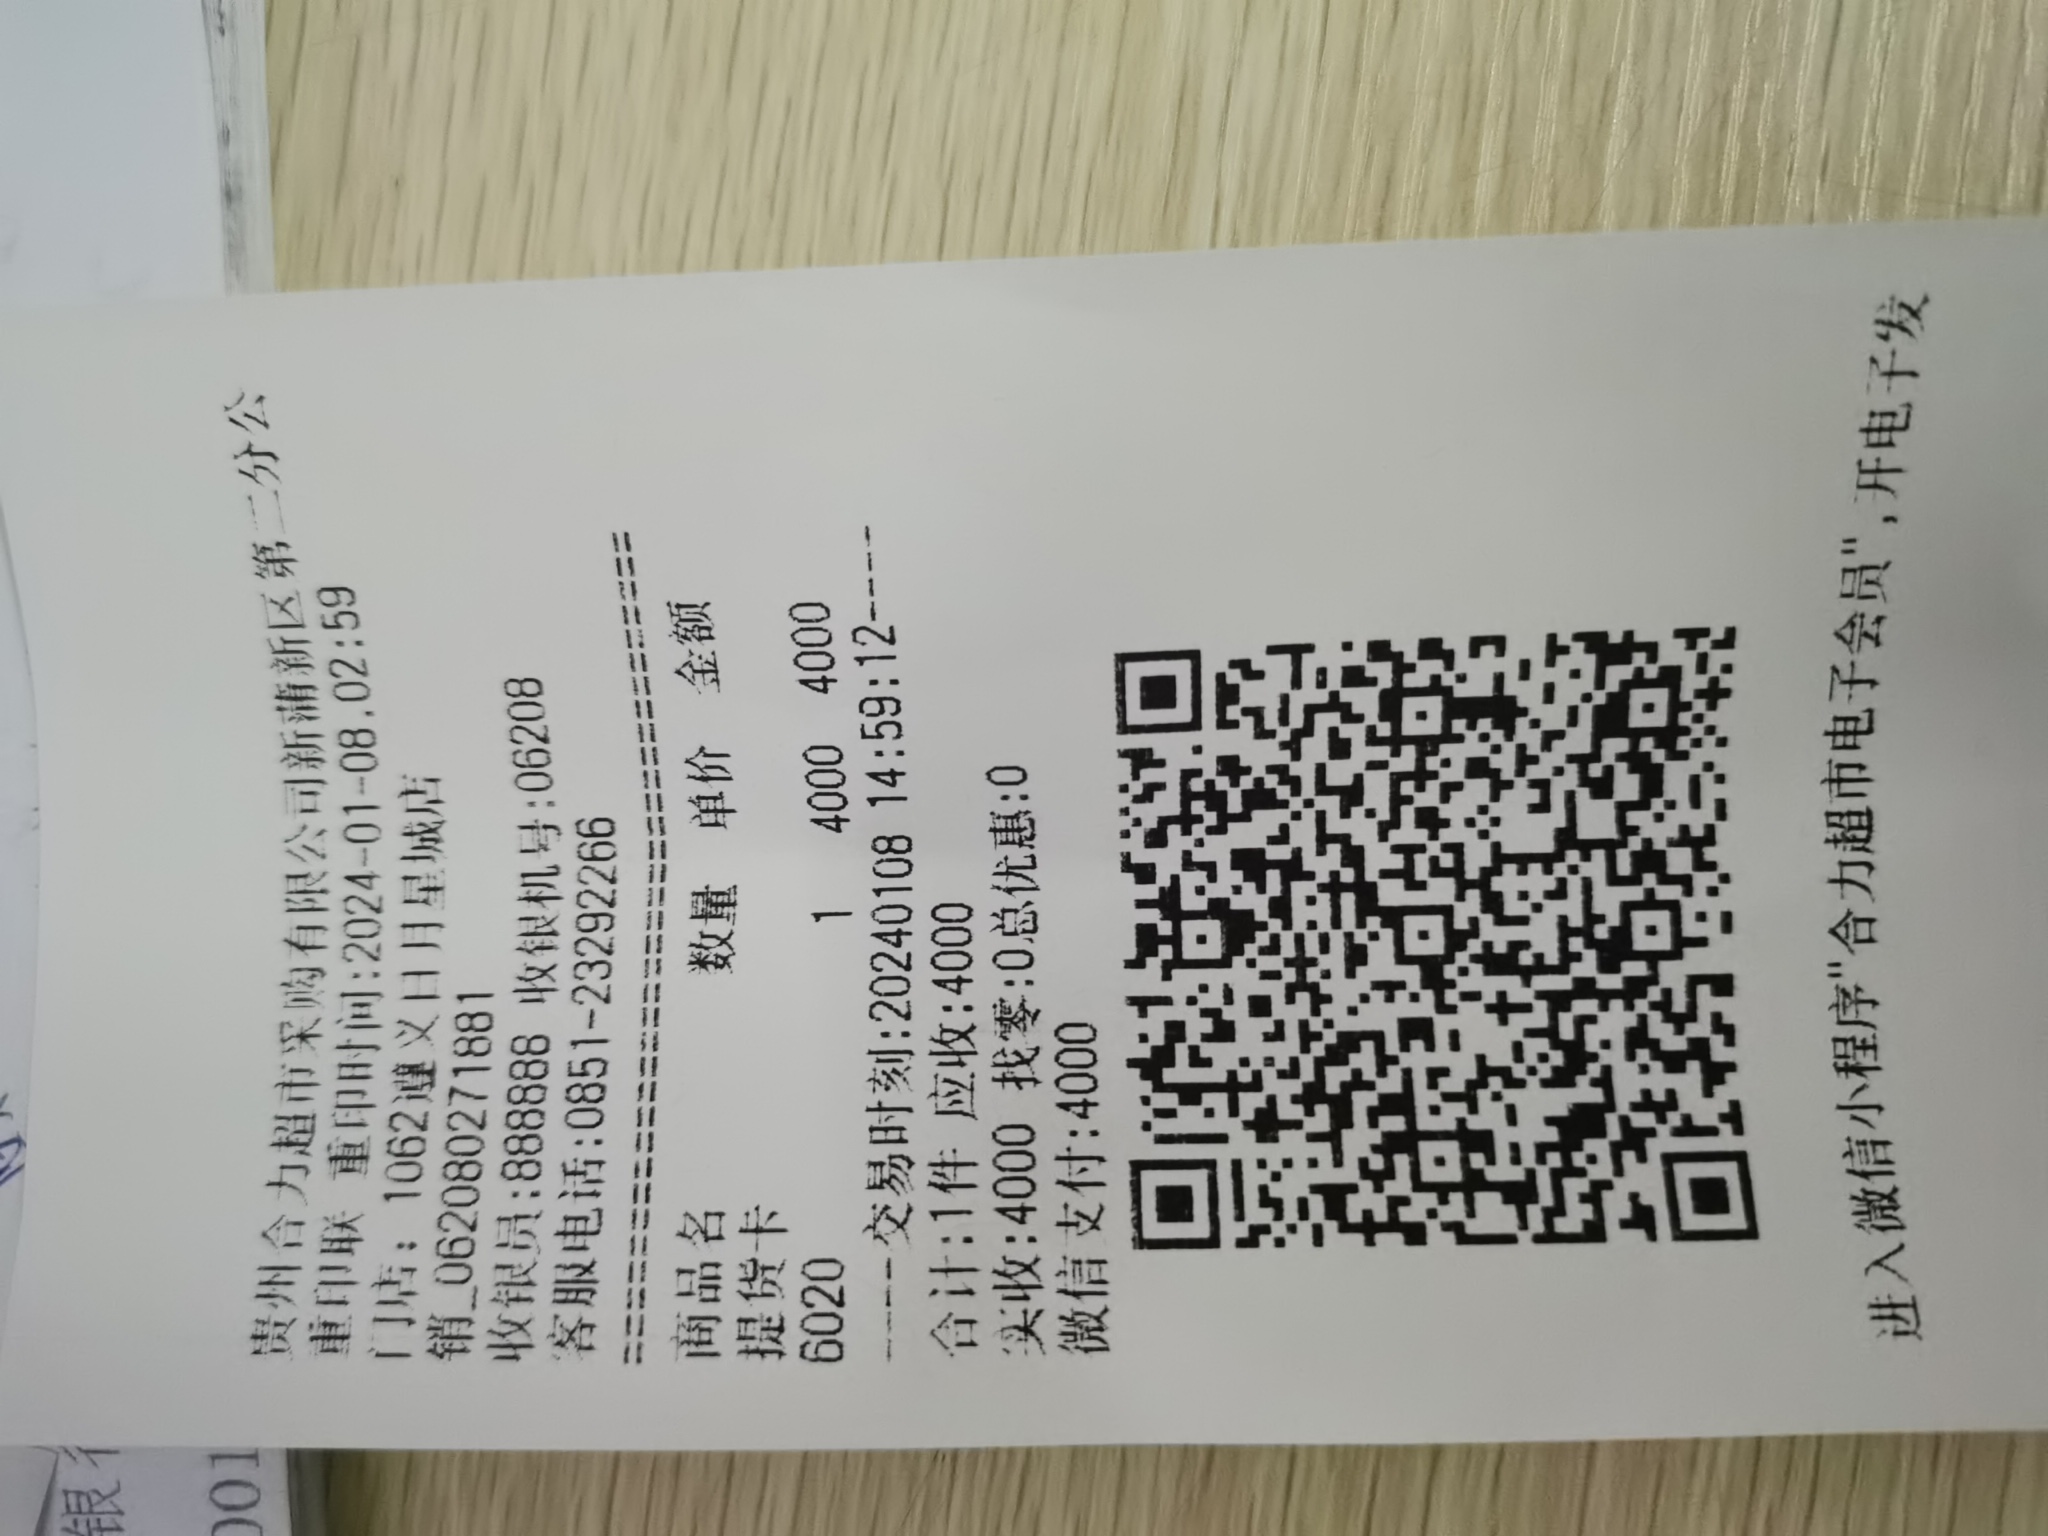 贵州合力超市采购有限公司新蒲新区第二分公
重印联 重印时间:2024-01-08.02:59
门店: 1062遵义日月星城店
销_06208027188​1
收银员:888888 收银机号:06208
客服电话:0851-23292266
==========================================
商品名 数量 单价 金额
提货卡
6020 1 4000 4000
-----交易时刻:20240108 14:59:12-----
合计:1件 应收:4000
实收:4000 找零:0总优惠:0
微信支付:4000
进入微信小程序"合力超市电子会员",开电子发
银
001